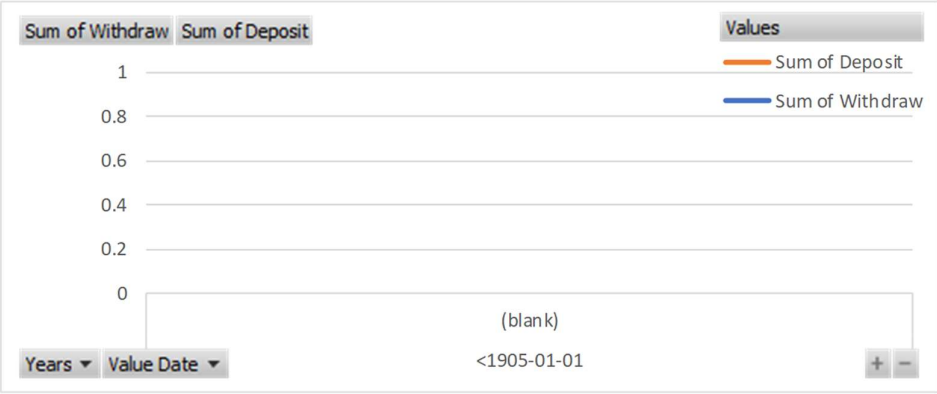 Sum of Withdraw Sum of Deposit
Values
Sum of Deposit
Sum of Withdraw
1
0.8
0.6
0.4
0.2
0
(blank)
<1905-01-01
Years Value Date
+ −